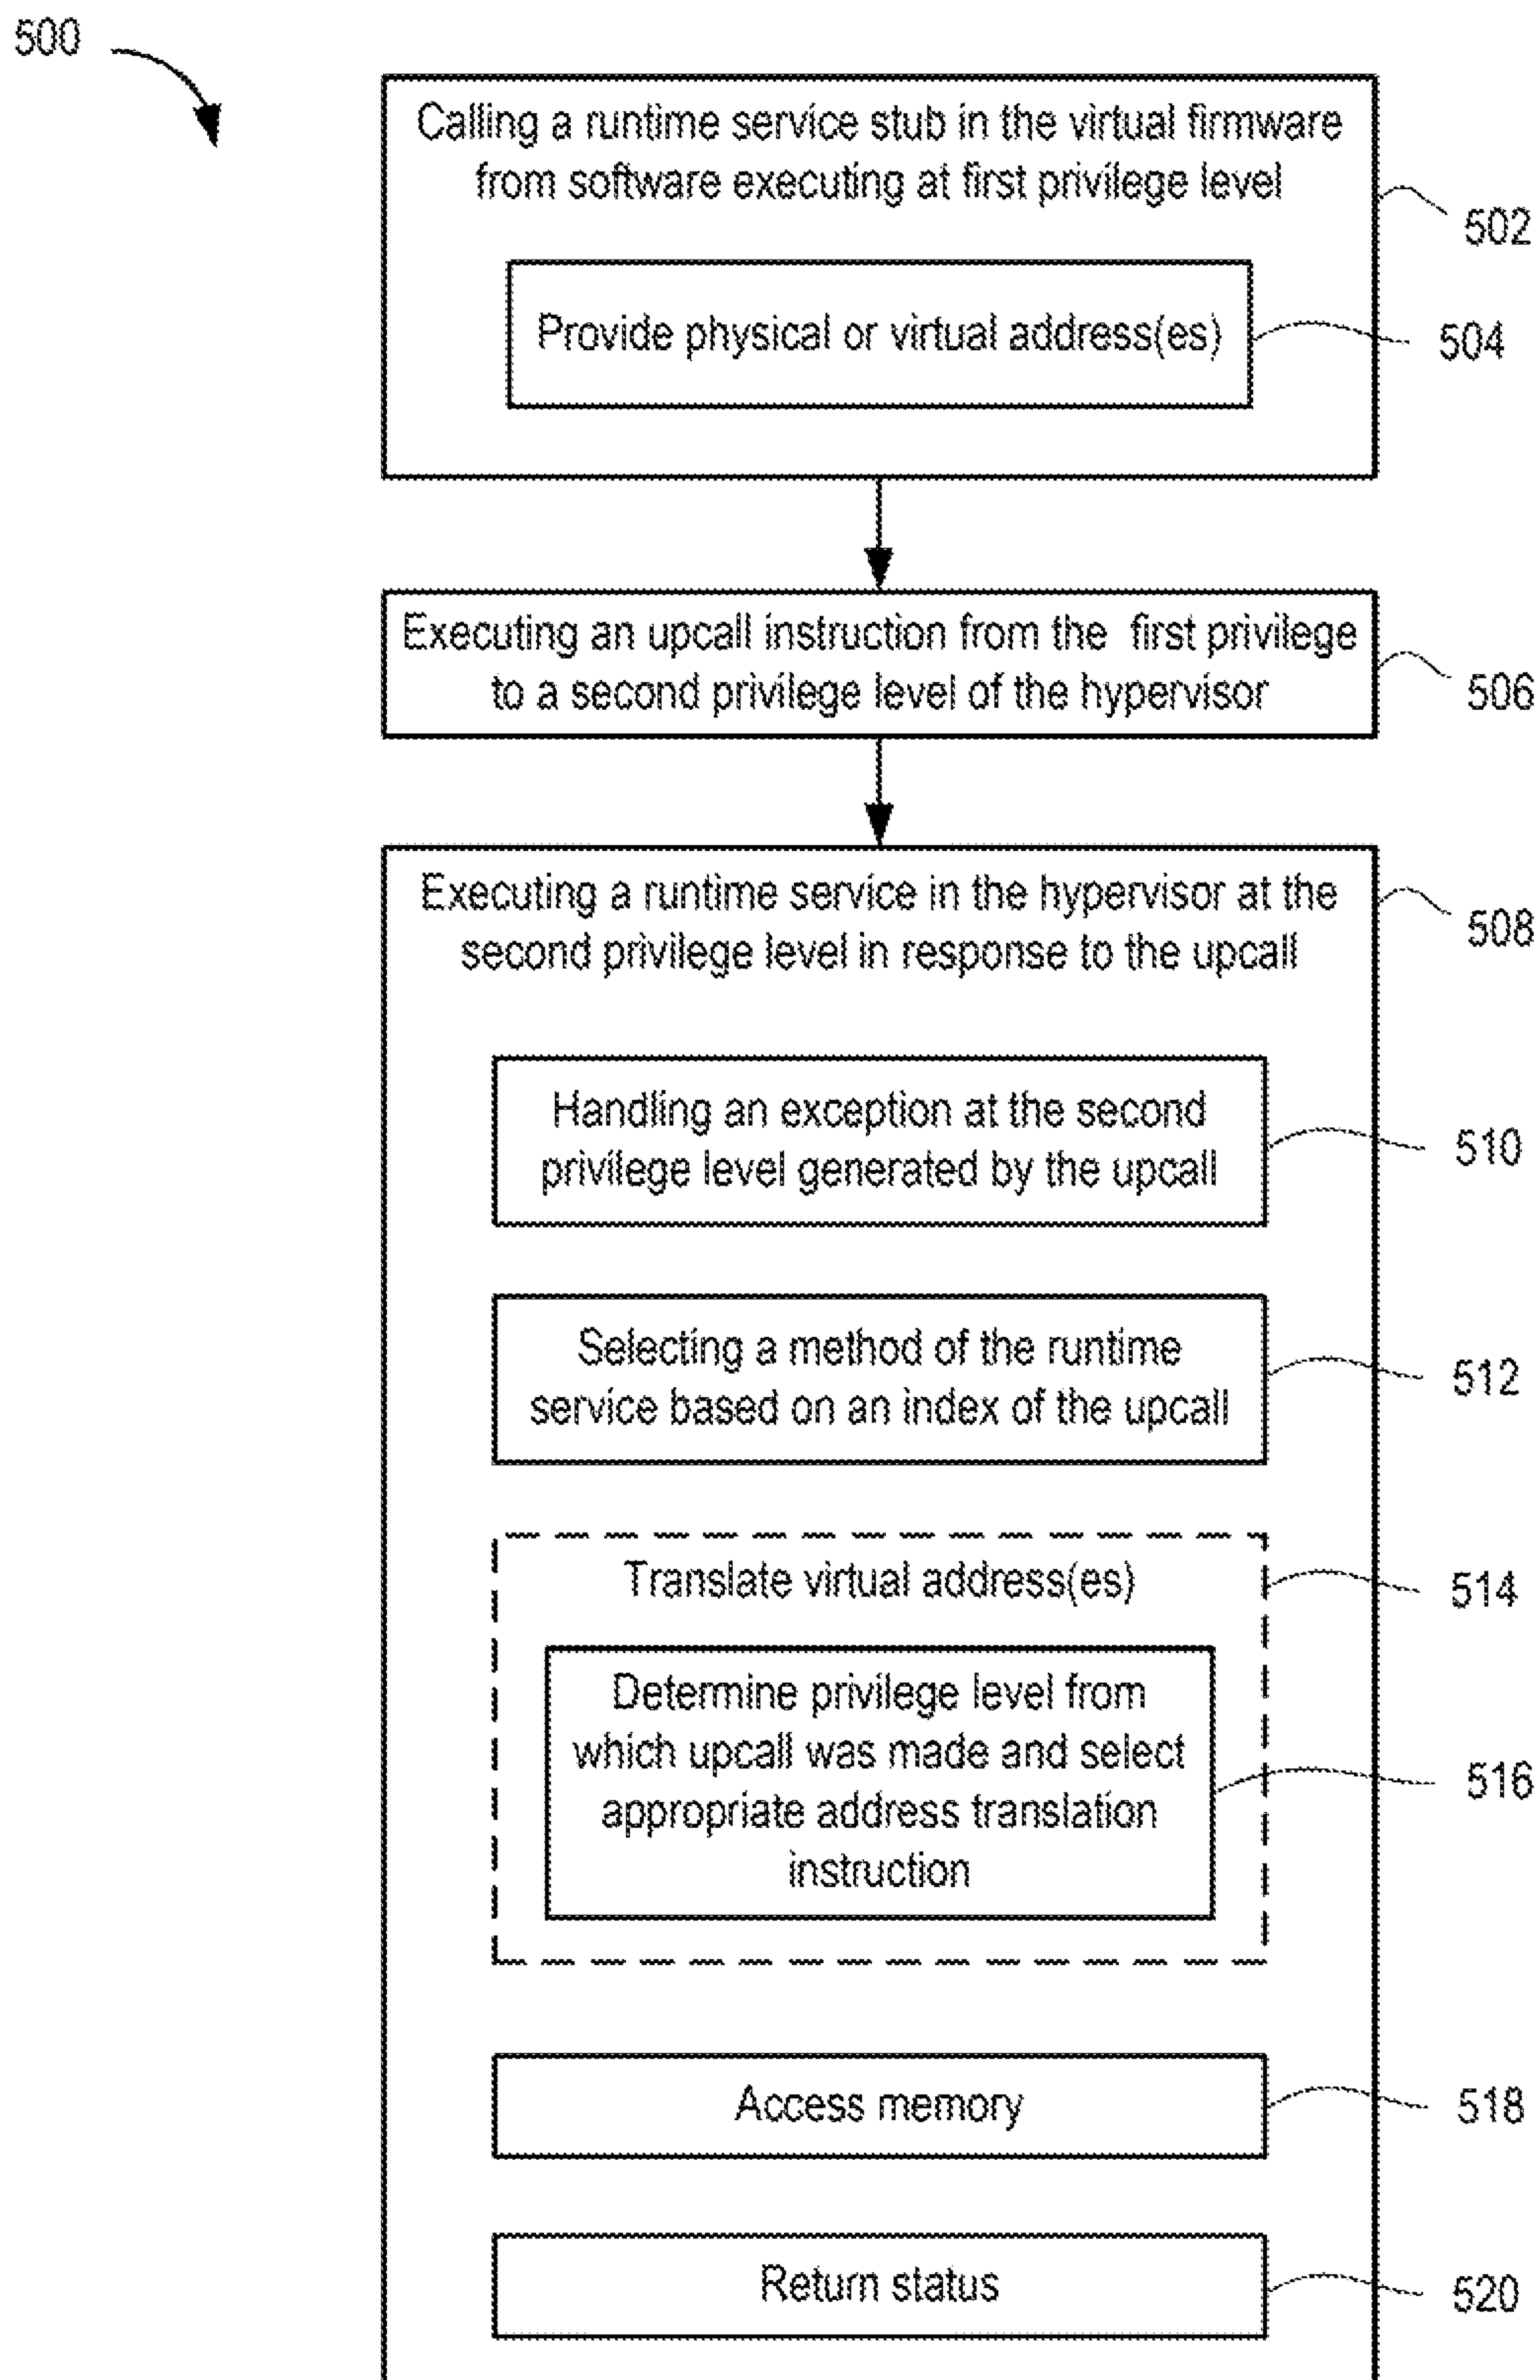 500
Calling a runtime service stub in the virtual firmware
from software executing at first privilege level
502
Provide physical or virtual address(es)
504
Executing an upcall instruction from the first privilege
to a second privilege level of the hypervisor
506
Executing a runtime service in the hypervisor at the
second privilege level in response to the upcall
508
Handling an exception at the second
privilege level generated by the upcall
510
Selecting a method of the runtime
service based on an index of the upcall
512
Translate virtual address(es)
514
Determine privilege level from
which upcall was made and select
appropriate address translation
instruction
516
Access memory
518
Return status
520